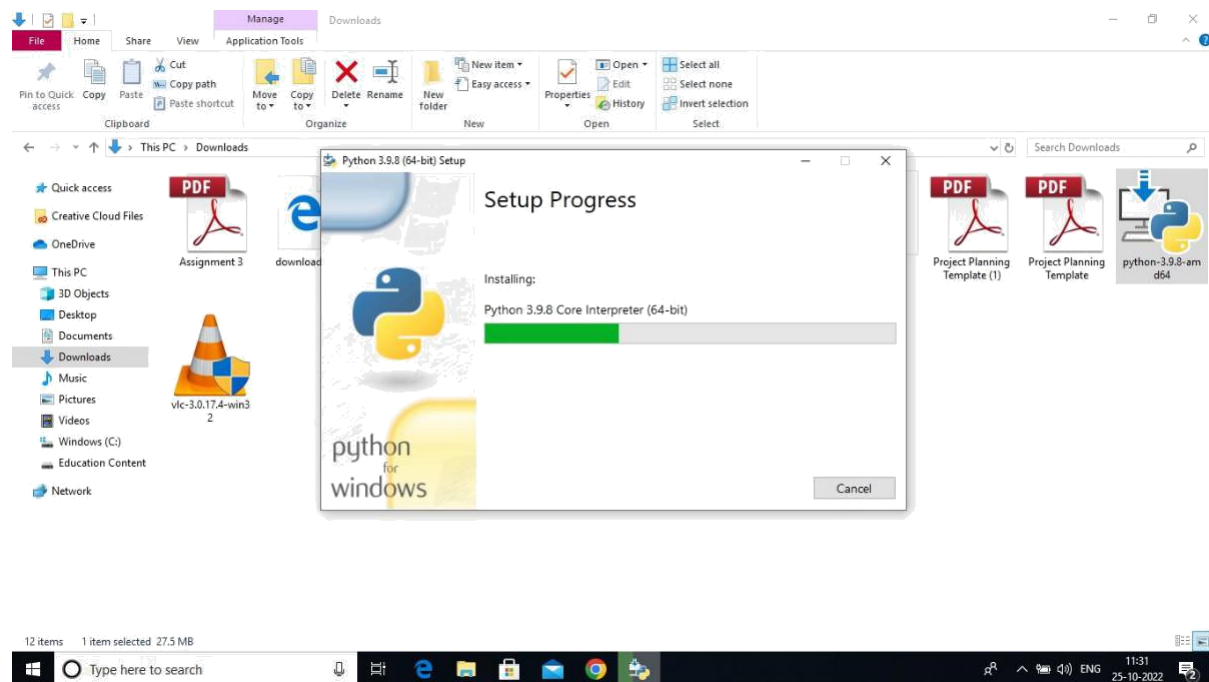 Manage
Downloads
File Home Share View Application Tools
Pin to Quick access
Copy
Paste
Cut
Copy path
Paste shortcut
Clipboard
Move to
Copy to
Delete
Rename
Organize
New folder
New item
Easy access
New
Properties
Open
Edit
History
Open
Select all
Select none
Invert selection
Select
This PC > Downloads
Search Downloads
Quick access
Creative Cloud Files
OneDrive
This PC
3D Objects
Desktop
Documents
Downloads
Music
Pictures
Videos
Windows (C:)
Education Content
Network
PDF
Assignment 3
download
vlc-3.0.17.4-win3
2
Python 3.9.8 (64-bit) Setup
Setup Progress
Installing:
Python 3.9.8 Core Interpreter (64-bit)
python
for
windows
Cancel
PDF
Project Planning
Template (1)
PDF
Project Planning
Template
python-3.9.8-am
d64
12 items 1 item selected 27.5 MB
Type here to search
ENG
11:31
25-10-2022
2